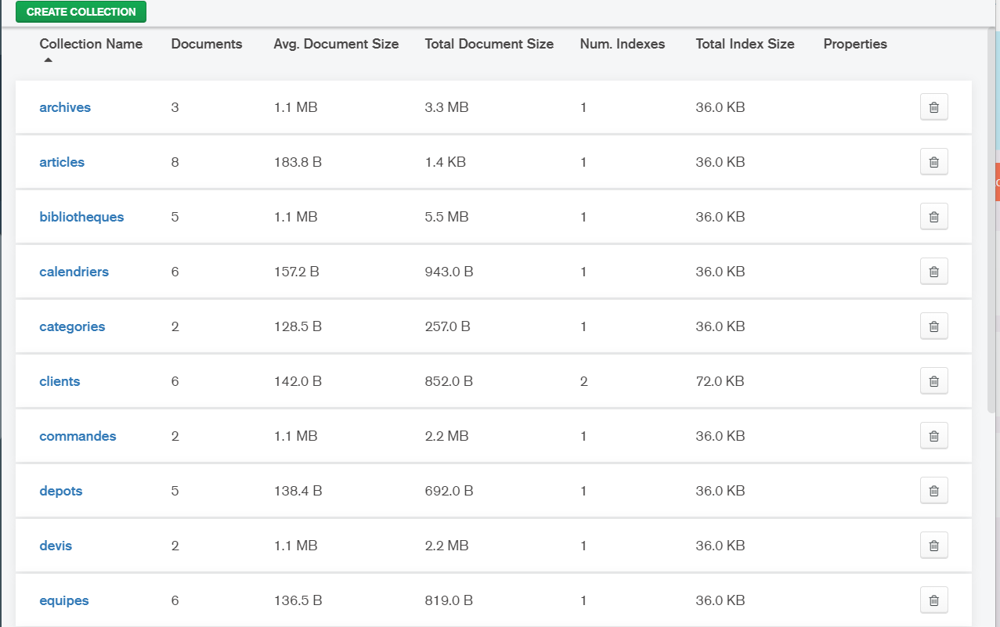 CREATE COLLECTION
Collection Name Documents Avg. Document Size Total Document Size Num. Indexes Total Index Size Properties
archives 3 1.1 MB 3.3 MB 1 36.0 KB
articles 8 183.8 B 1.4 KB 1 36.0 KB
bibliotheques 5 1.1 MB 5.5 MB 1 36.0 KB
calendriers 6 157.2 B 943.0 B 1 36.0 KB
categories 2 128.5 B 257.0 B 1 36.0 KB
clients 6 142.0 B 852.0 B 2 72.0 KB
commandes 2 1.1 MB 2.2 MB 1 36.0 KB
depots 5 138.4 B 692.0 B 1 36.0 KB
devis 2 1.1 MB 2.2 MB 1 36.0 KB
equipes 6 136.5 B 819.0 B 1 36.0 KB